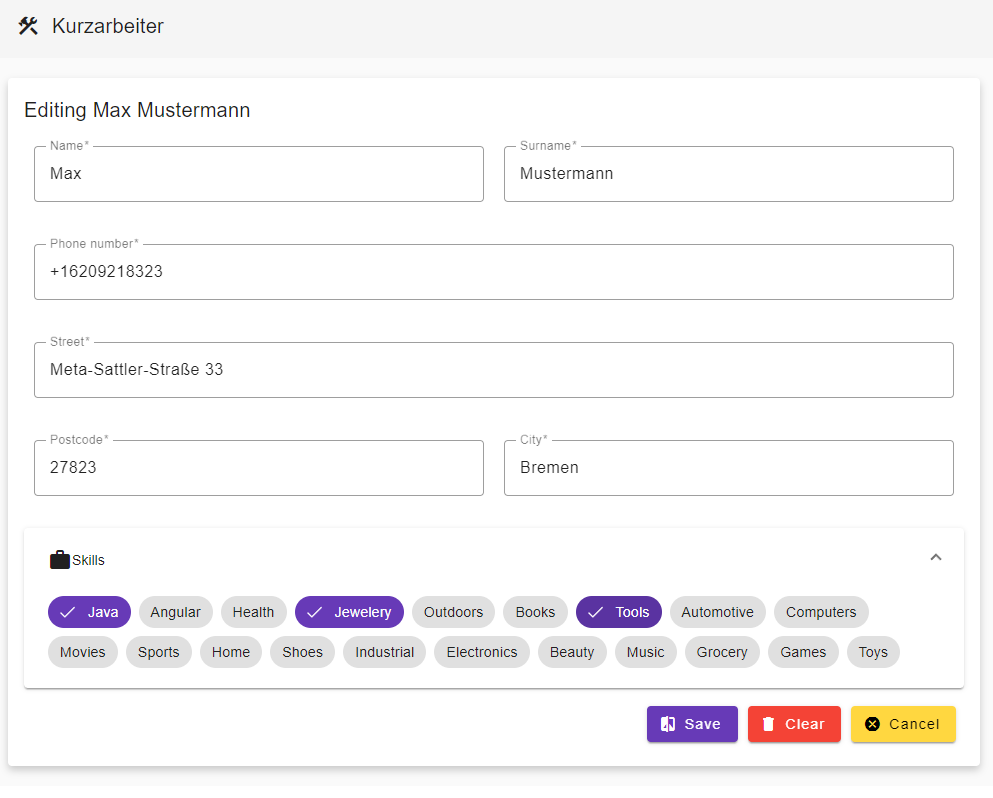 Kurzarbeiter
Editing Max Mustermann
Name* Surname*
Max Mustermann
Phone number*
+16209218323
Street*
Meta-Sattler-Straße 33
Postcode* City*
27823 Bremen
Skills
Java Angular Health Jewelery Outdoors Books Tools Automotive Computers
Movies Sports Home Shoes Industrial Electronics Beauty Music Grocery Games Toys
Save Clear Cancel